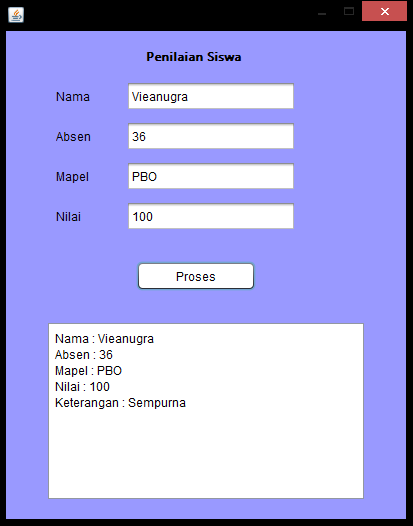 Penilaian Siswa
Nama Vieanugra
Absen 36
Mapel PBO
Nilai 100
Proses
Nama : Vieanugra
Absen : 36
Mapel : PBO
Nilai : 100
Keterangan : Sempurna